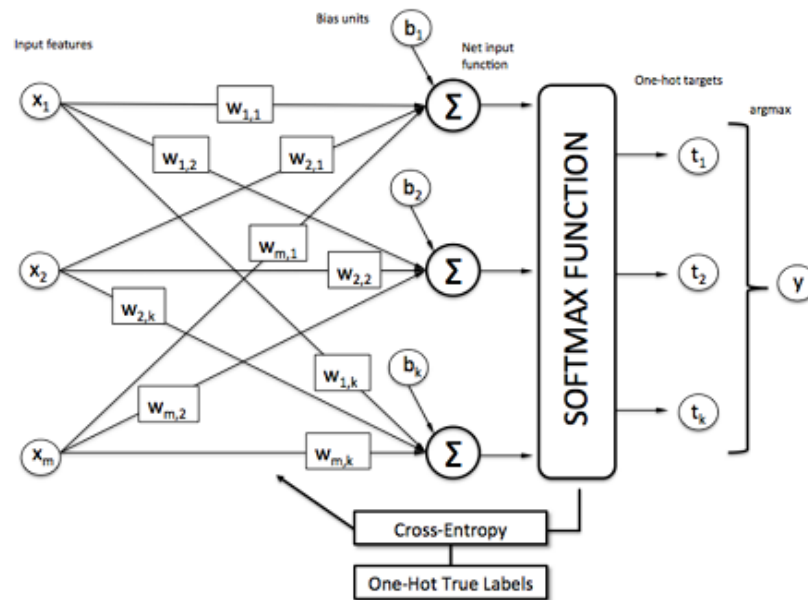 Input features
Bias units
b1
Net input
function
One-hot targets
argmax
x1
w1,1
Σ
w1,2
w2,1
t1
b2
x2
wm,1
w2,2
Σ
t2
y
w2,k
w1,k
bk
wm,2
tk
xm
wm,k
Σ
SOFTMAX FUNCTION
Cross-Entropy
One-Hot True Labels